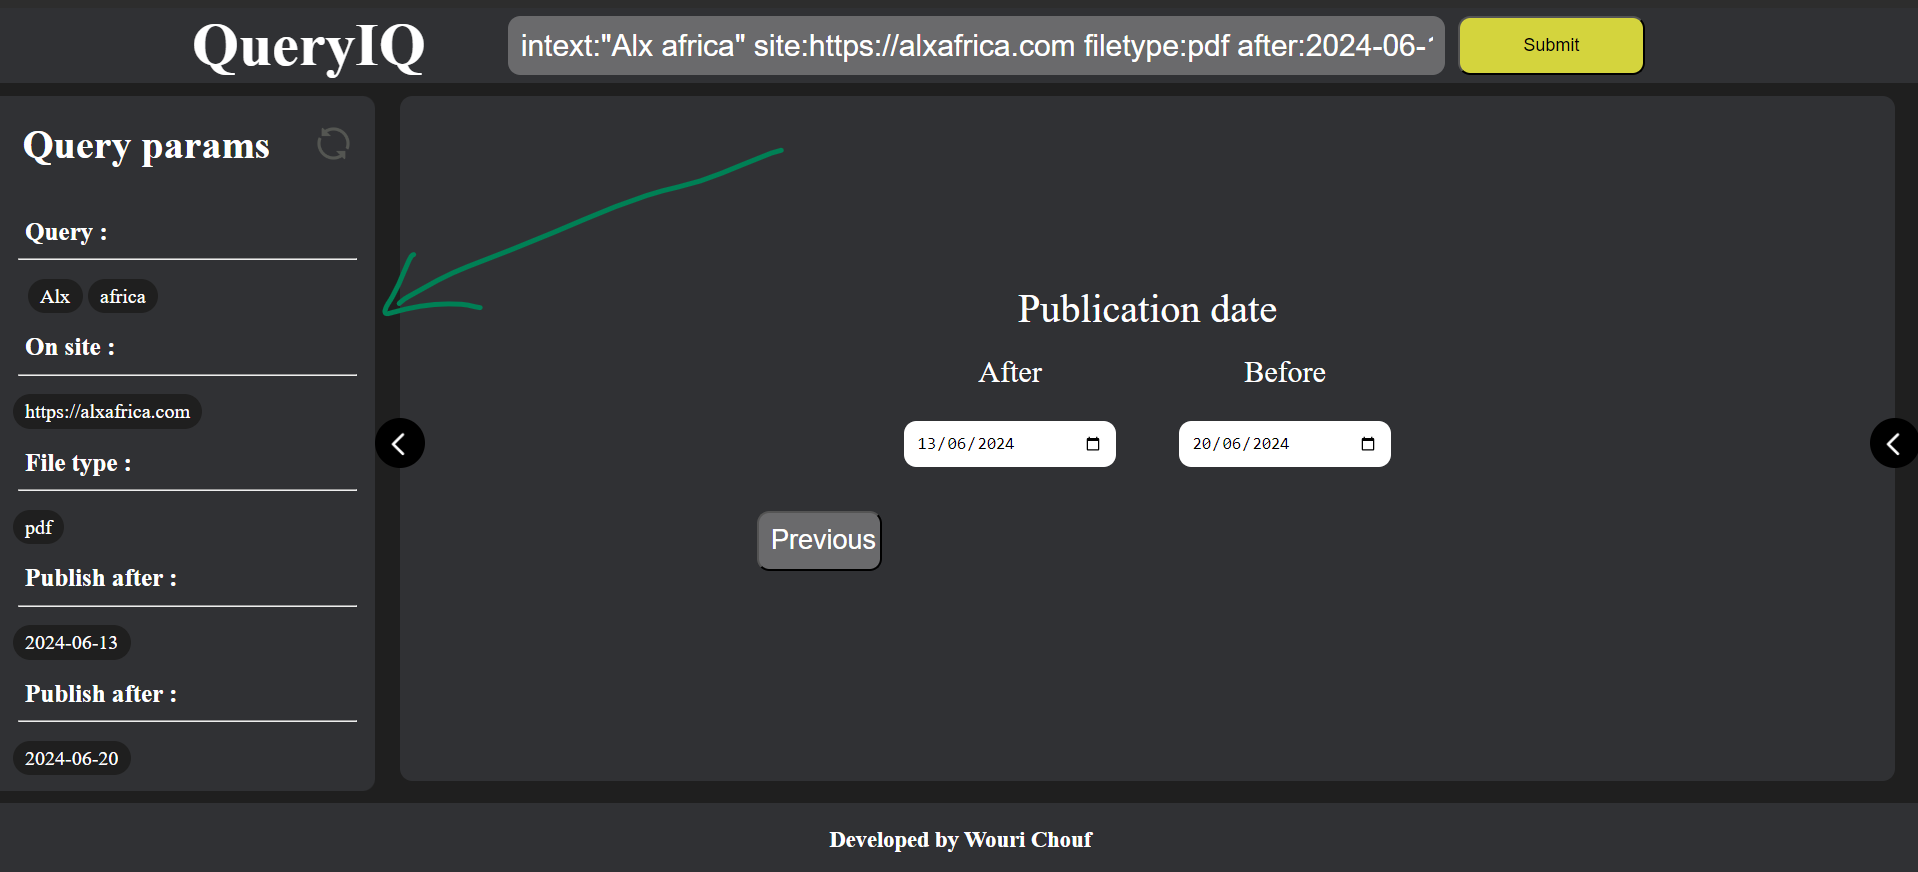 QueryIQ
intext:"Alx africa" site:https://alxafrica.com filetype:pdf after:2024-06-
Submit
Query params
Query :
Alx africa
On site :
https://alxafrica.com
File type :
pdf
Publish after :
2024-06-13
Publish after :
2024-06-20
Publication date
After Before
13/06/2024 20/06/2024
Previous
Developed by Wouri Chouf